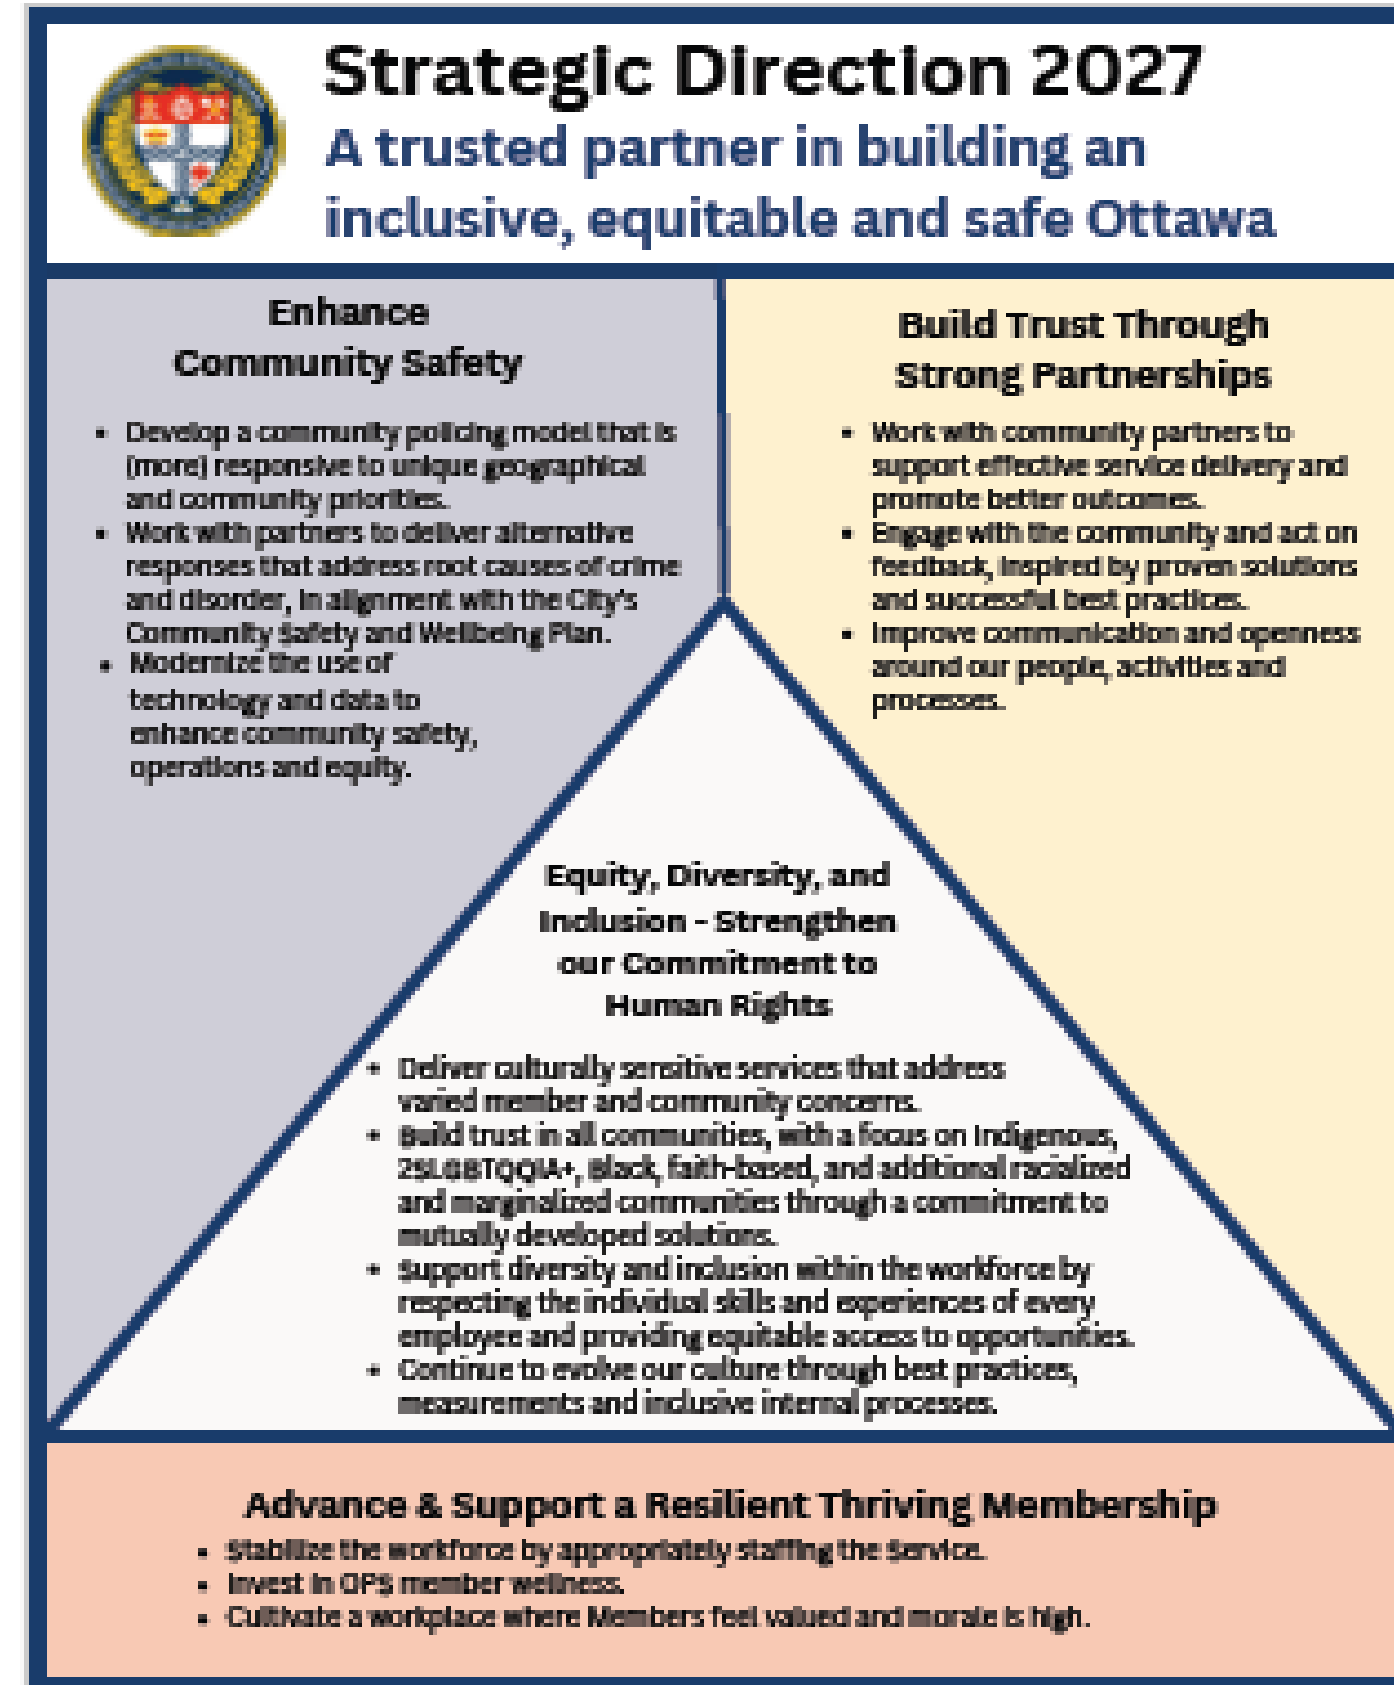 Strategic Direction 2027
A trusted partner in building an
inclusive, equitable and safe Ottawa
Enhance
Community Safety
• Develop a community policing model that is
(more) responsive to unique geographical
and community priorities.
• Work with partners to deliver alternative
responses that address root causes of crime
and disorder, in alignment with the City's
Community Safety and Wellbeing Plan.
• Modernize the use of
technology and data to
enhance community safety,
operations and equity.
Build Trust Through
Strong Partnerships
• Work with community partners to
support effective service delivery and
promote better outcomes.
• Engage with the community and act on
feedback, inspired by proven solutions
and successful best practices.
• Improve communication and openness
around our people, activities and
processes.
Equity, Diversity, and
Inclusion - Strengthen
our Commitment to
Human Rights
• Deliver culturally sensitive services that address
varied member and community concerns.
• Build trust in all communities, with a focus on Indigenous,
2SLGBTQQIA+, Black, faith-based, and additional racialized
and marginalized communities through a commitment to
mutually developed solutions.
• Support diversity and inclusion within the workforce by
respecting the individual skills and experiences of every
employee and providing equitable access to opportunities.
• Continue to evolve our culture through best practices,
measurements and inclusive internal processes.
Advance & Support a Resilient Thriving Membership
• Stabilize the workforce by appropriately staffing the Service.
• Invest in OPS member wellness.
• Cultivate a workplace where Members feel valued and morale is high.